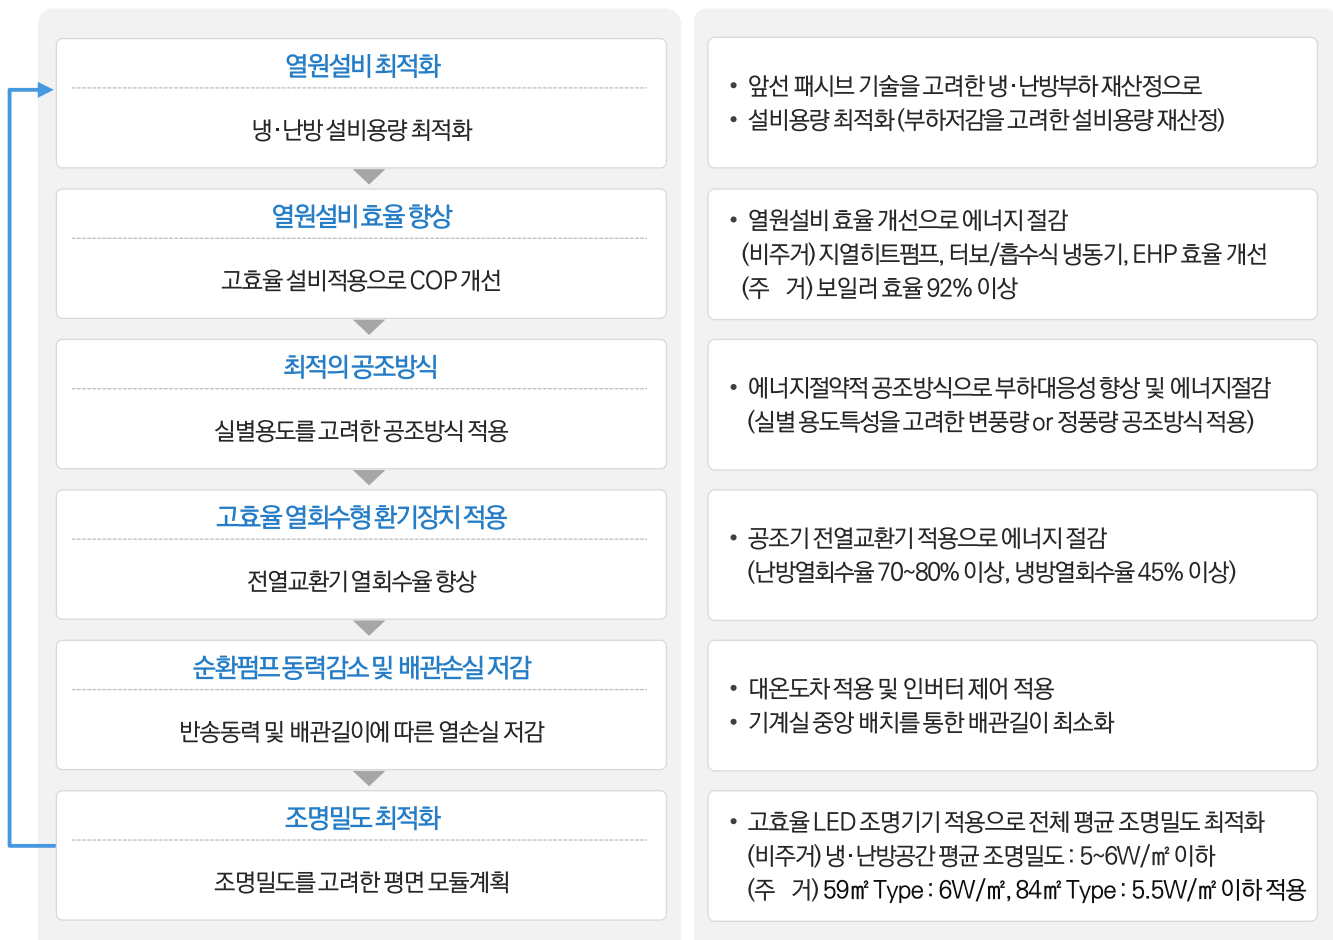 열원설비 최적화
냉·난방 설비용량 최적화
• 앞선 패시브 기술을 고려한 냉·난방부하 재산정으로
• 설비용량 최적화 (부하저감을 고려한 설비용량 재산정)
열원설비 효율 향상
고효율 설비적용으로 COP 개선
• 열원설비 효율 개선으로 에너지 절감
(비주거) 지열히트펌프, 터보/흡수식 냉동기, EHP 효율 개선
(주 거) 보일러 효율 92% 이상
최적의 공조방식
실별용도를 고려한 공조방식 적용
• 에너지절약적 공조방식으로 부하대응성 향상 및 에너지절감
(실별 용도특성을 고려한 변풍량 or 정풍량 공조방식 적용)
고효율 열회수형 환기장치 적용
전열교환기 열회수율 향상
• 공조기 전열교환기 적용으로 에너지 절감
(난방열회수율 70~80% 이상, 냉방열회수율 45% 이상)
순환펌프 동력감소 및 배관손실 저감
반송동력 및 배관길이에 따른 열손실 저감
• 대온도차 적용 및 인버터 제어 적용
• 기계실 중앙 배치를 통한 배관길이 최소화
조명밀도 최적화
조명밀도를 고려한 평면 모듈계획
• 고효율 LED 조명기기 적용으로 전체 평균 조명밀도 최적화
(비주거) 냉·난방공간 평균 조명밀도 : 5~6W/㎡ 이하
(주 거) 59㎡ Type : 6W/㎡, 84㎡ Type : 5.5W/㎡ 이하 적용